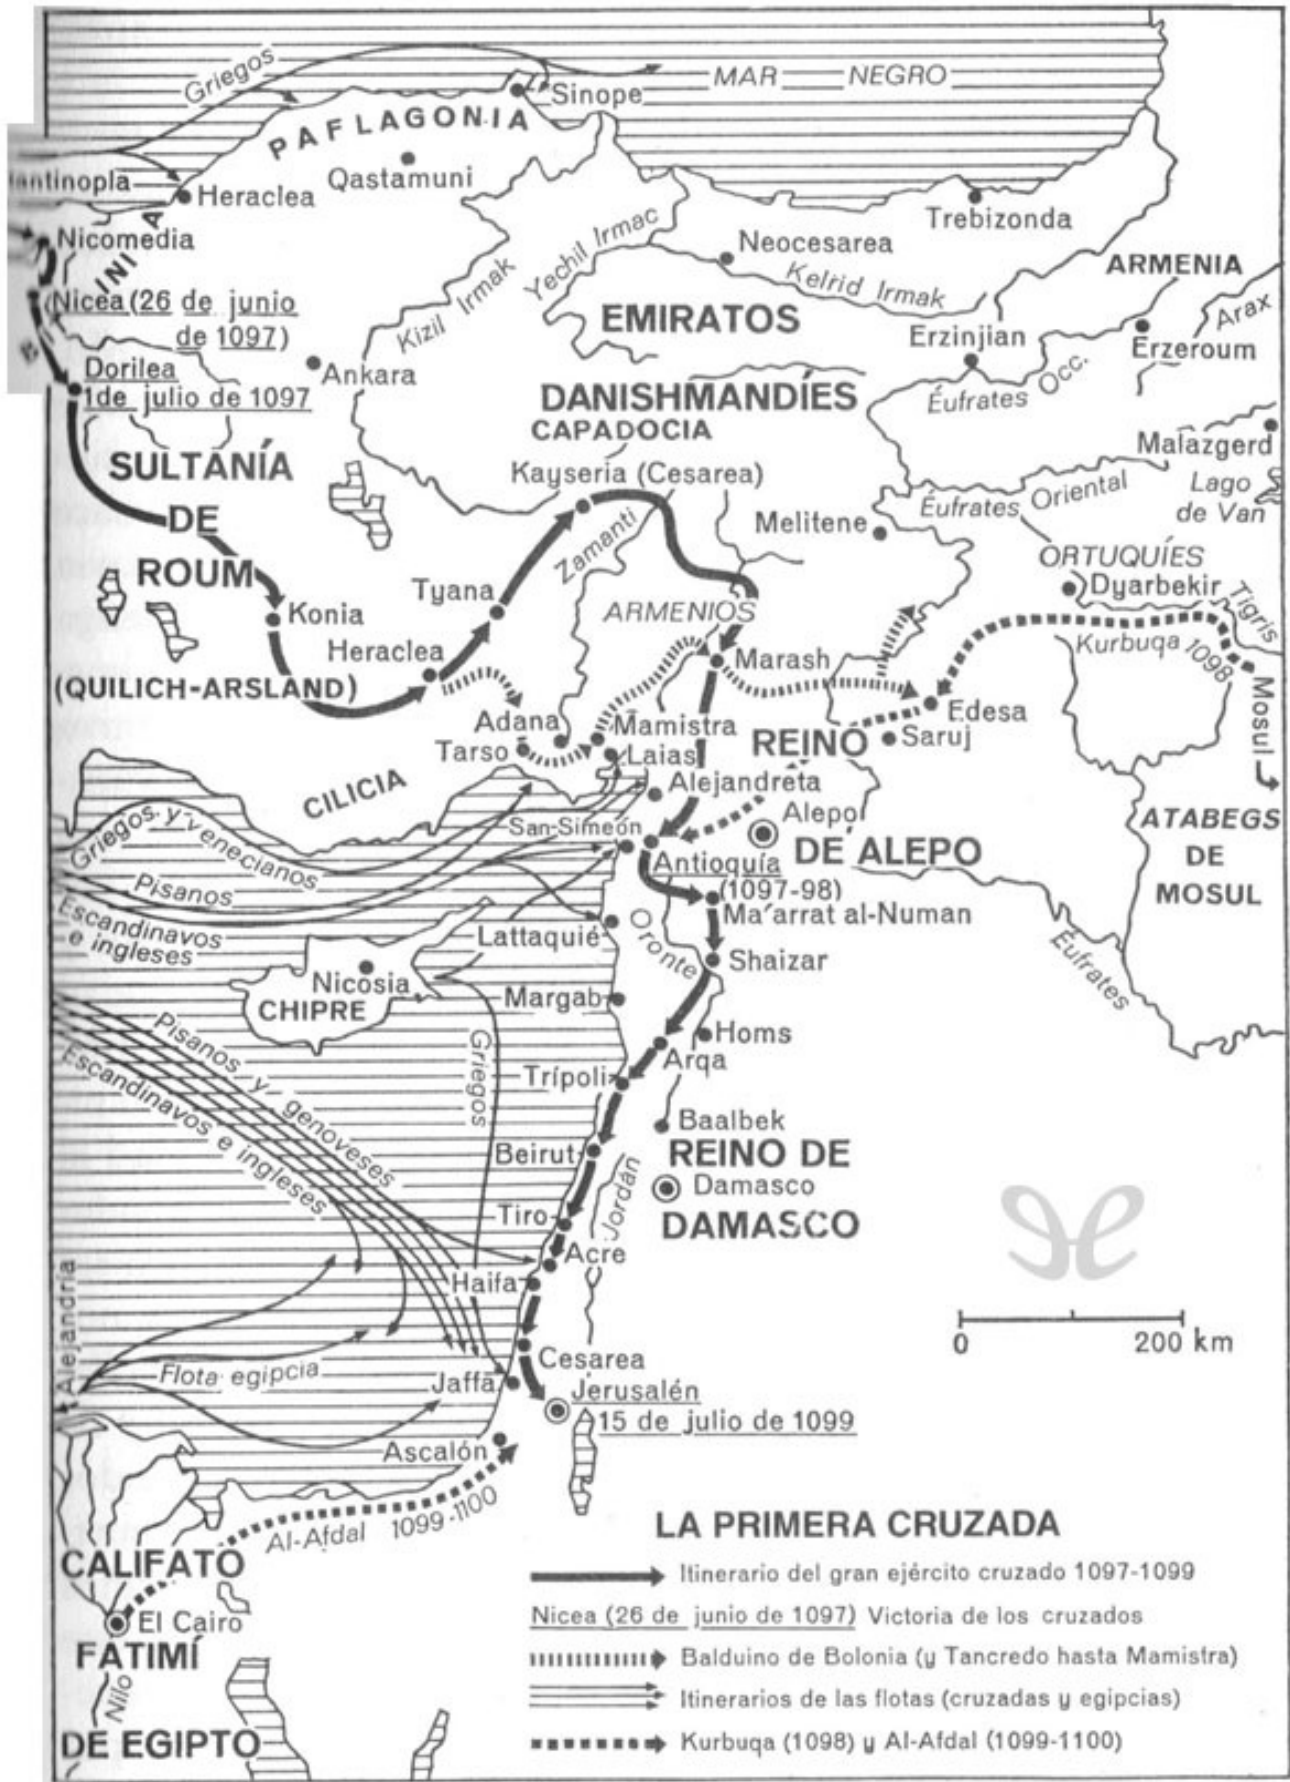 Griegos
MAR NEGRO
Sinope
PAFLAGONIA
Qastamuni
antinopla
Heraclea
Trebizonda
Nicomedia
Neocesarea
Yechil Irmac
Kizil Irmak
Kelrid Irmak
ARMENIA
Arax
Nicea (26 de junio
de 1097)
EMIRATOS
Erzinjian
Erzeroum
Ankara
Dorilea
1 de julio de 1097
DANISHMANDÍES
Éufrates Occ.
CAPADOCIA
Malazgerd
SULTANÍA
Kayseria (Cesarea)
Éufrates Oriental
Lago
de Van
DE
Zamanti
Melitene
ORTUQUÍES
ROUM
Tyana
Dyarbekir
Tigris
Konia
ARMENIOS
Heraclea
Marash
Kurbuqa 1098
(QUILICH-ARSLAND)
Edesa
Mosul
Adana
Mamistra
Tarso
Laias
REINO
Saruj
CILICIA
Alejandreta
Alepo
San Simeón
ATABEGS
DE
MOSUL
Griegos y venecianos
Antioquía
(1097-98)
DE ALEPO
Pisanos
Ma'arrat al-Numan
Escandinavos
e ingleses
Lattaquié
Oronte
Shaizar
Éufrates
Nicosia
CHIPRE
Margab
Homs
Pisanos y genoveses
Griegos
Arqa
Escandinavos e ingleses
Trípoli
Baalbek
Beirut
REINO DE
Jordán
Damasco
Tiro
DAMASCO
Acre
Haifa
Alejandría
0 200 km
Cesarea
Flota egipcia
Jaffa
Jerusalén
15 de julio de 1099
Ascalón
Al-Afdal 1099-1100
CALIFATO
El Cairo
FATIMÍ
Nilo
DE EGIPTO
LA PRIMERA CRUZADA
Itinerario del gran ejército cruzado 1097-1099
Nicea (26 de junio de 1097) Victoria de los cruzados
Balduino de Bolonia (y Tancredo hasta Mamistra)
Itinerarios de las flotas (cruzadas y egipcias)
Kurbuqa (1098) y Al-Afdal (1099-1100)